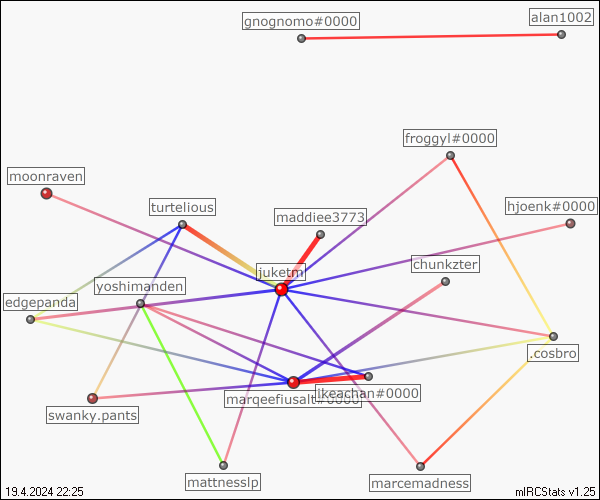 alan1002
gnognomo#0000
froggyl#0000
moonraven
turtelious
hjoenk#0000
maddiee3773
juketm
chunkzter
yoshimanden
edgepanda
.cosbro
ikeachan#0000
marqeefiusalt#0000
swanky.pants
mattnesslp
marcemadness
19.4.2024 22:25
mIRCStats v1.25